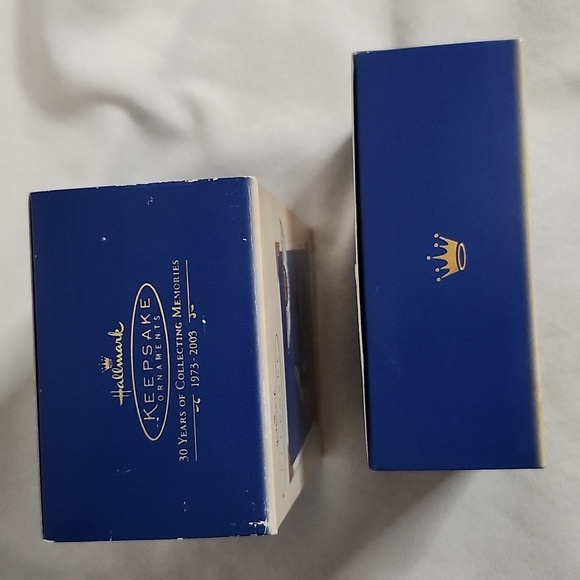 Hallmark
KEEPSAKE
ORNAMENTS
30 YEARS OF COLLECTING MEMORIES
1973-2003